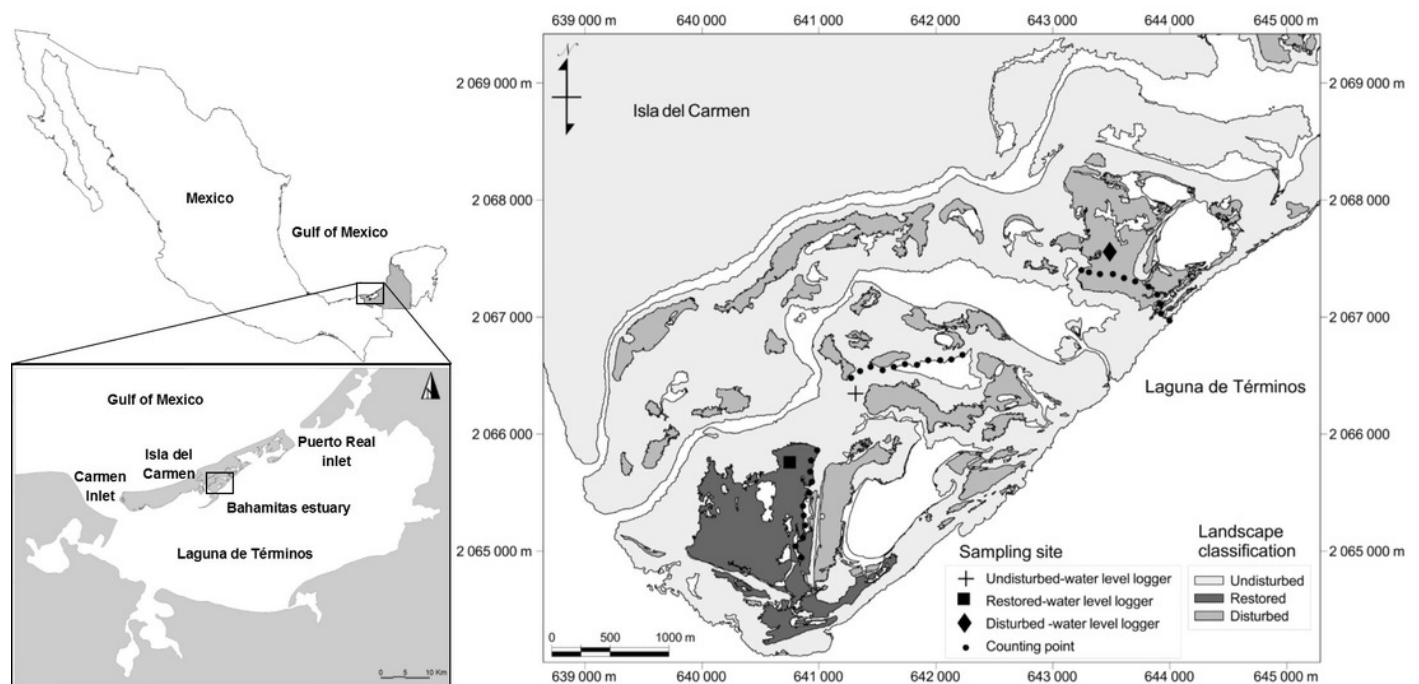 Mexico
Gulf of Mexico
Gulf of Mexico
Isla del
Carmen
Carmen
Inlet
Puerto Real
inlet
Bahamitas estuary
Laguna de Términos
0 5 10 Km
639 000 m 640 000 641 000 642 000 643 000 644 000 645 000 m
2 069 000 m
2 068 000 m
2 067 000 m
2 066 000 m
2 065 000 m
N
Isla del Carmen
Laguna de Términos
2 069 000 m
2 068 000 m
2 067 000 m
2 066 000 m
2 065 000 m
0 500 1000 m
Sampling site
Undisturbed-water level logger
Restored-water level logger
Disturbed -water level logger
Counting point
Landscape
classification
Undisturbed
Restored
Disturbed
639 000 m 640 000 641 000 642 000 643 000 644 000 645 000 m